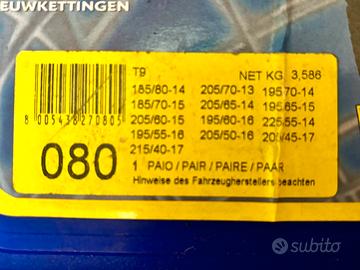 EUWKETTINGEN
T9 NET KG. 3,586
185/80-14 205/70-13 195/70-14
185/70-15 205/65-14 195/65-15
205/60-15 195/60-16 225/55-14
195/55-16 205/50-16 205/45-17
215/40-17
8 005438 270805
080
1 PAIO / PAIR / PAIRE / PAAR
Hinweise des Fahrzeugherstellers beachten
subito